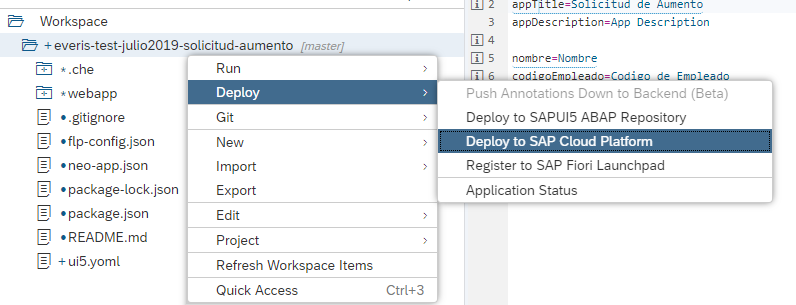 Workspace
+ everis-test-julio2019-solicitud-aumento [master]
* .che
* webapp
.gitignore
flp-config.json
neo-app.json
package-lock.json
package.json
README.md
+ ui5.yaml
Run
Deploy
Git
New
Import
Export
Edit
Project
Refresh Workspace Items
Quick Access Ctrl+3
Push Annotations Down to Backend (Beta)
Deploy to SAPUI5 ABAP Repository
Deploy to SAP Cloud Platform
Register to SAP Fiori Launchpad
Application Status
2 appTitle=Solicitud de Aumento
3 appDescription=App Description
4
5 nombre=Nombre
6 codigoEmpleado=Codigo de Empleado